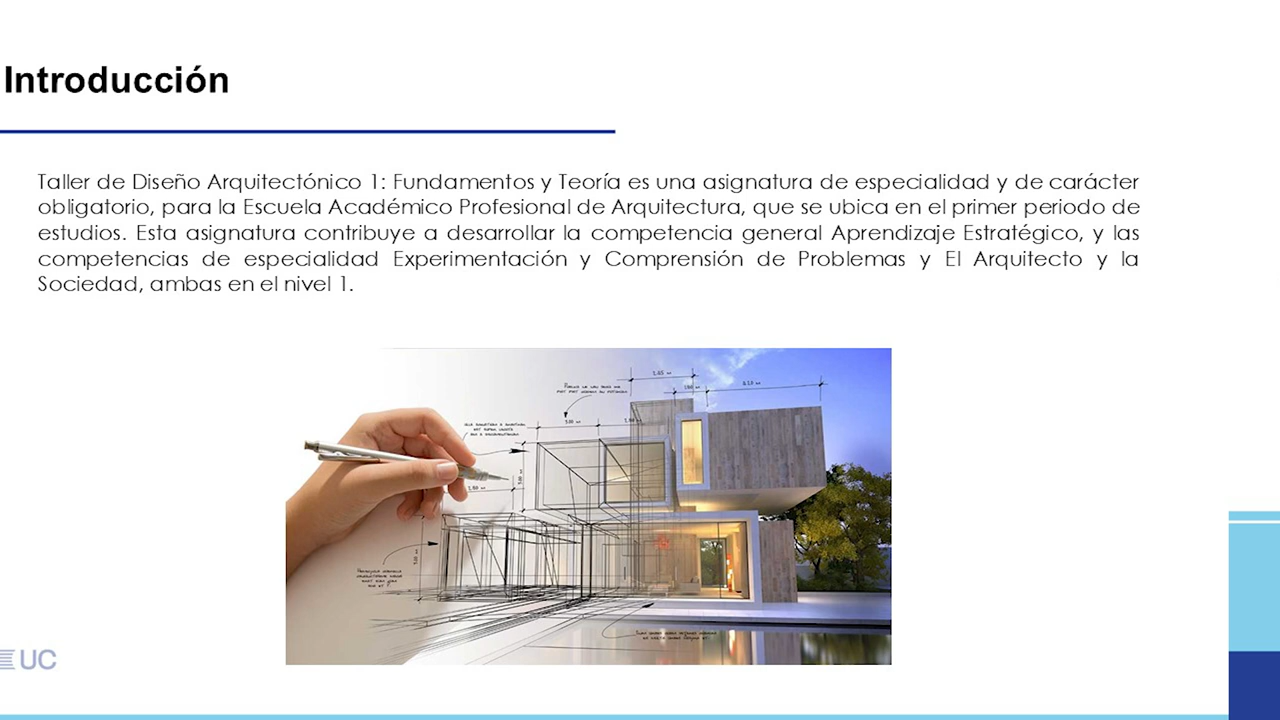 Introducción
Taller de Diseño Arquitectónico 1: Fundamentos y Teoría es una asignatura de especialidad y de carácter
obligatorio, para la Escuela Académico Profesional de Arquitectura, que se ubica en el primer periodo de
estudios. Esta asignatura contribuye a desarrollar la competencia general Aprendizaje Estratégico, y las
competencias de especialidad Experimentación y Comprensión de Problemas y El Arquitecto y la
Sociedad, ambas en el nivel 1.
UC